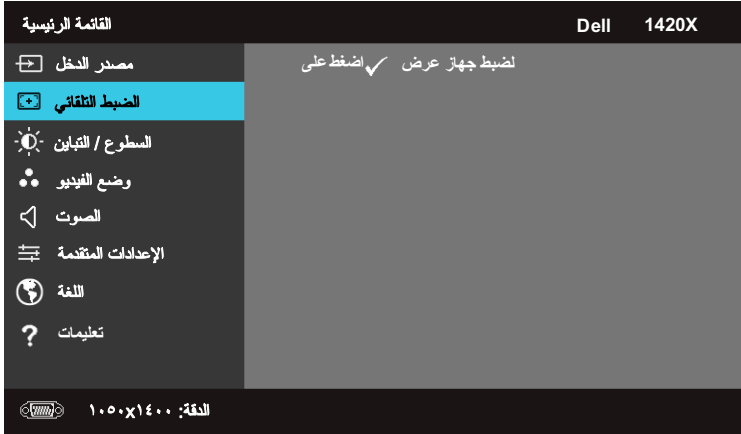 القائمة الرئيسية
Dell 1420X
مصدر الدخل
الضبط التلقائي
السطوع / التباين
وضع الفيديو
الصوت
الإعدادات المتقدمة
اللغة
تعليمات
لضبط جهاز عرض ✓ اضغط على
الدقة: ١٤٠٠x١٠٥٠